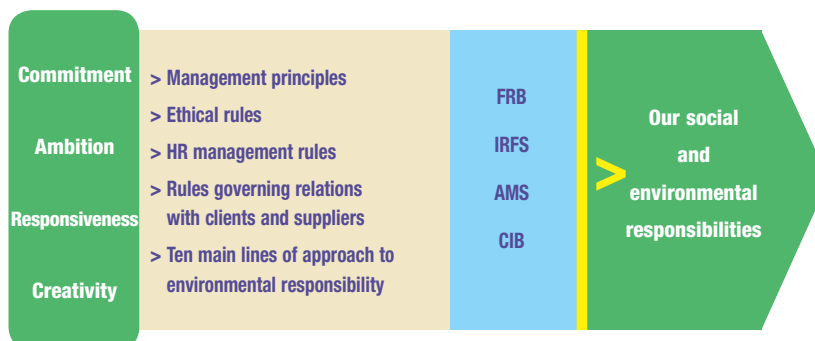 Commitment
Ambition
Responsiveness
Creativity
> Management principles
> Ethical rules
> HR management rules
> Rules governing relations
with clients and suppliers
> Ten main lines of approach to
environmental responsibility
FRB
IRFS
AMS
CIB
>
Our social
and
environmental
responsibilities